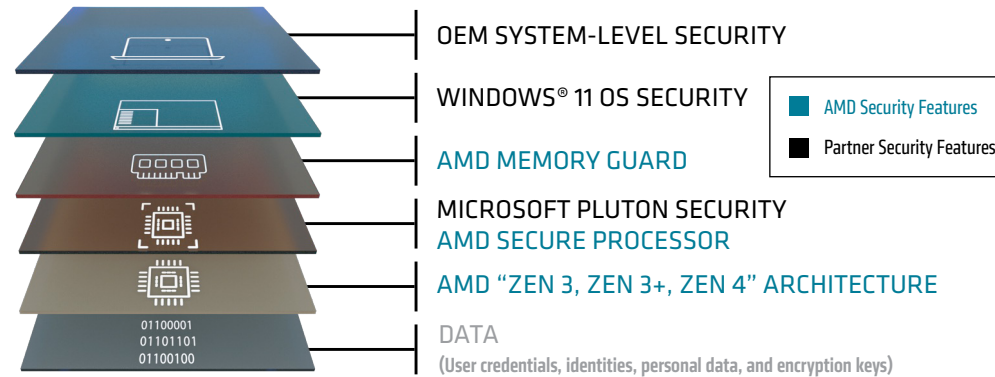 OEM SYSTEM-LEVEL SECURITY
WINDOWS® 11 OS SECURITY
AMD Security Features
Partner Security Features
AMD MEMORY GUARD
MICROSOFT PLUTON SECURITY
AMD SECURE PROCESSOR
AMD “ZEN 3, ZEN 3+, ZEN 4” ARCHITECTURE
01100001
01101101
01100100
DATA
(User credentials, identities, personal data, and encryption keys)